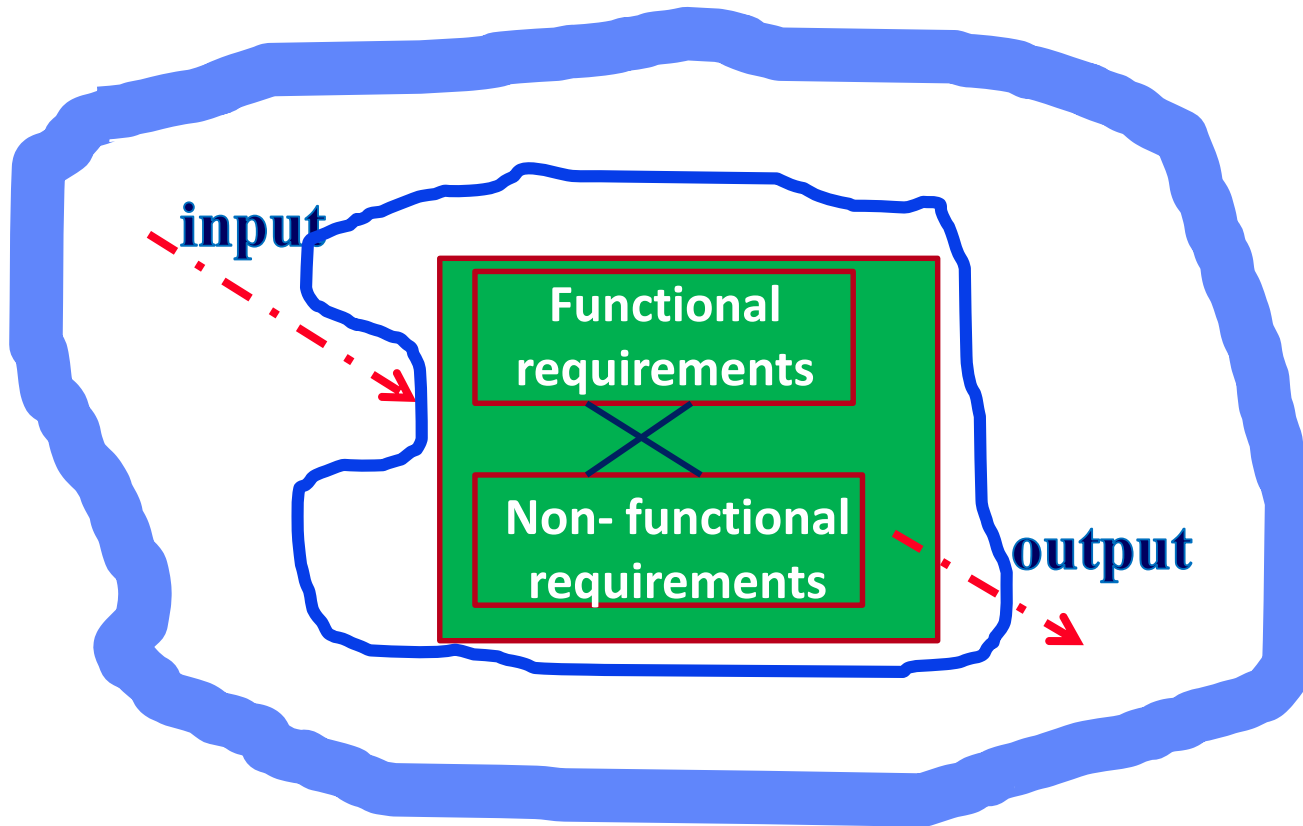 input
Functional
requirements
Non- functional
requirements
output